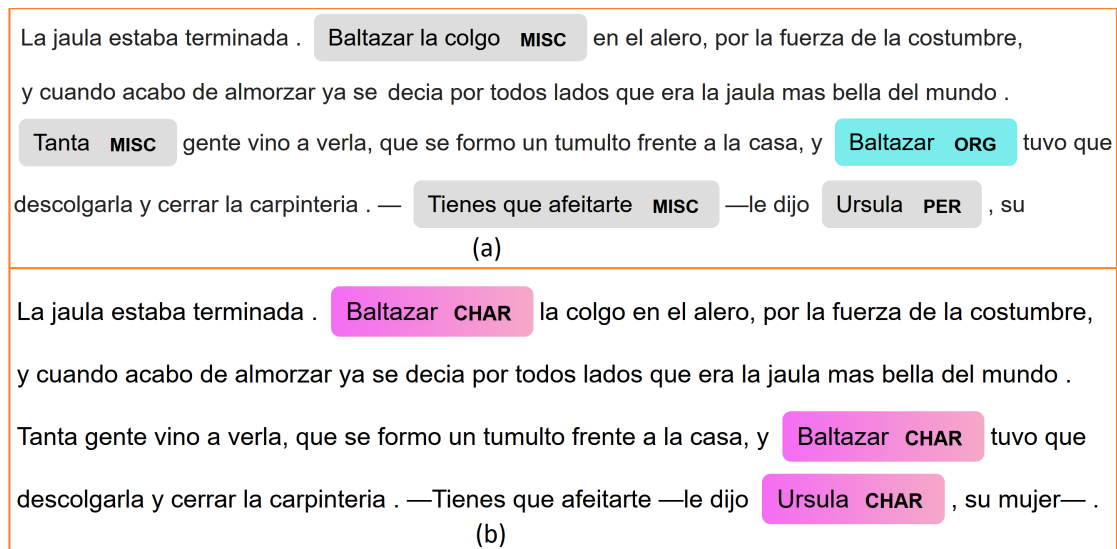 La jaula estaba terminada . Baltazar la colgo MISC en el alero, por la fuerza de la costumbre,
y cuando acabo de almorzar ya se decia por todos lados que era la jaula mas bella del mundo .
Tanta MISC gente vino a verla, que se formo un tumulto frente a la casa, y Baltazar ORG tuvo que
descolgarla y cerrar la carpinteria . — Tienes que afeitarte MISC —le dijo Ursula PER , su
(a)
La jaula estaba terminada . Baltazar CHAR la colgo en el alero, por la fuerza de la costumbre,
y cuando acabo de almorzar ya se decia por todos lados que era la jaula mas bella del mundo .
Tanta gente vino a verla, que se formo un tumulto frente a la casa, y Baltazar CHAR tuvo que
descolgarla y cerrar la carpinteria . —Tienes que afeitarte —le dijo Ursula CHAR , su mujer— .
(b)